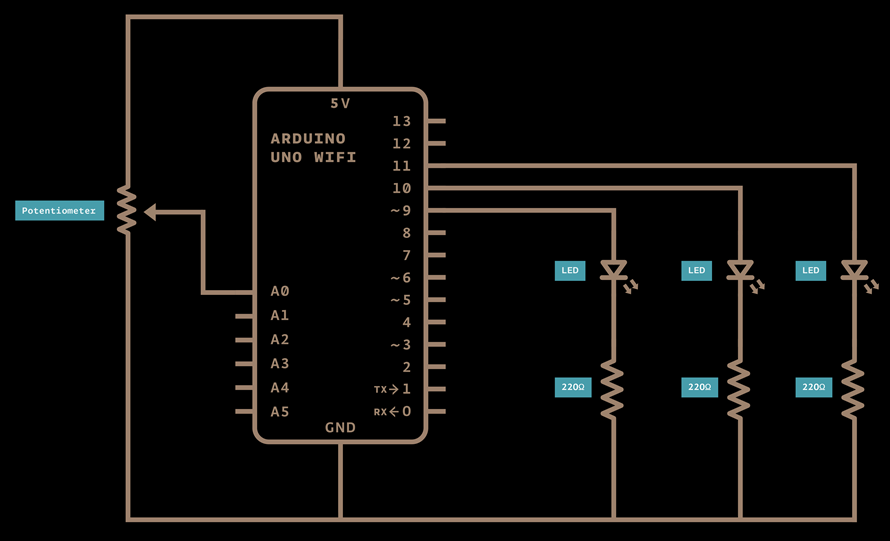 5V
ARDUINO
UNO WIFI
13
12
11
10
~9
8
7
~6
~5
4
~3
2
TX→1
RX←0
A0
A1
A2
A3
A4
A5
GND
Potentiometer
LED
LED
LED
220Ω
220Ω
220Ω